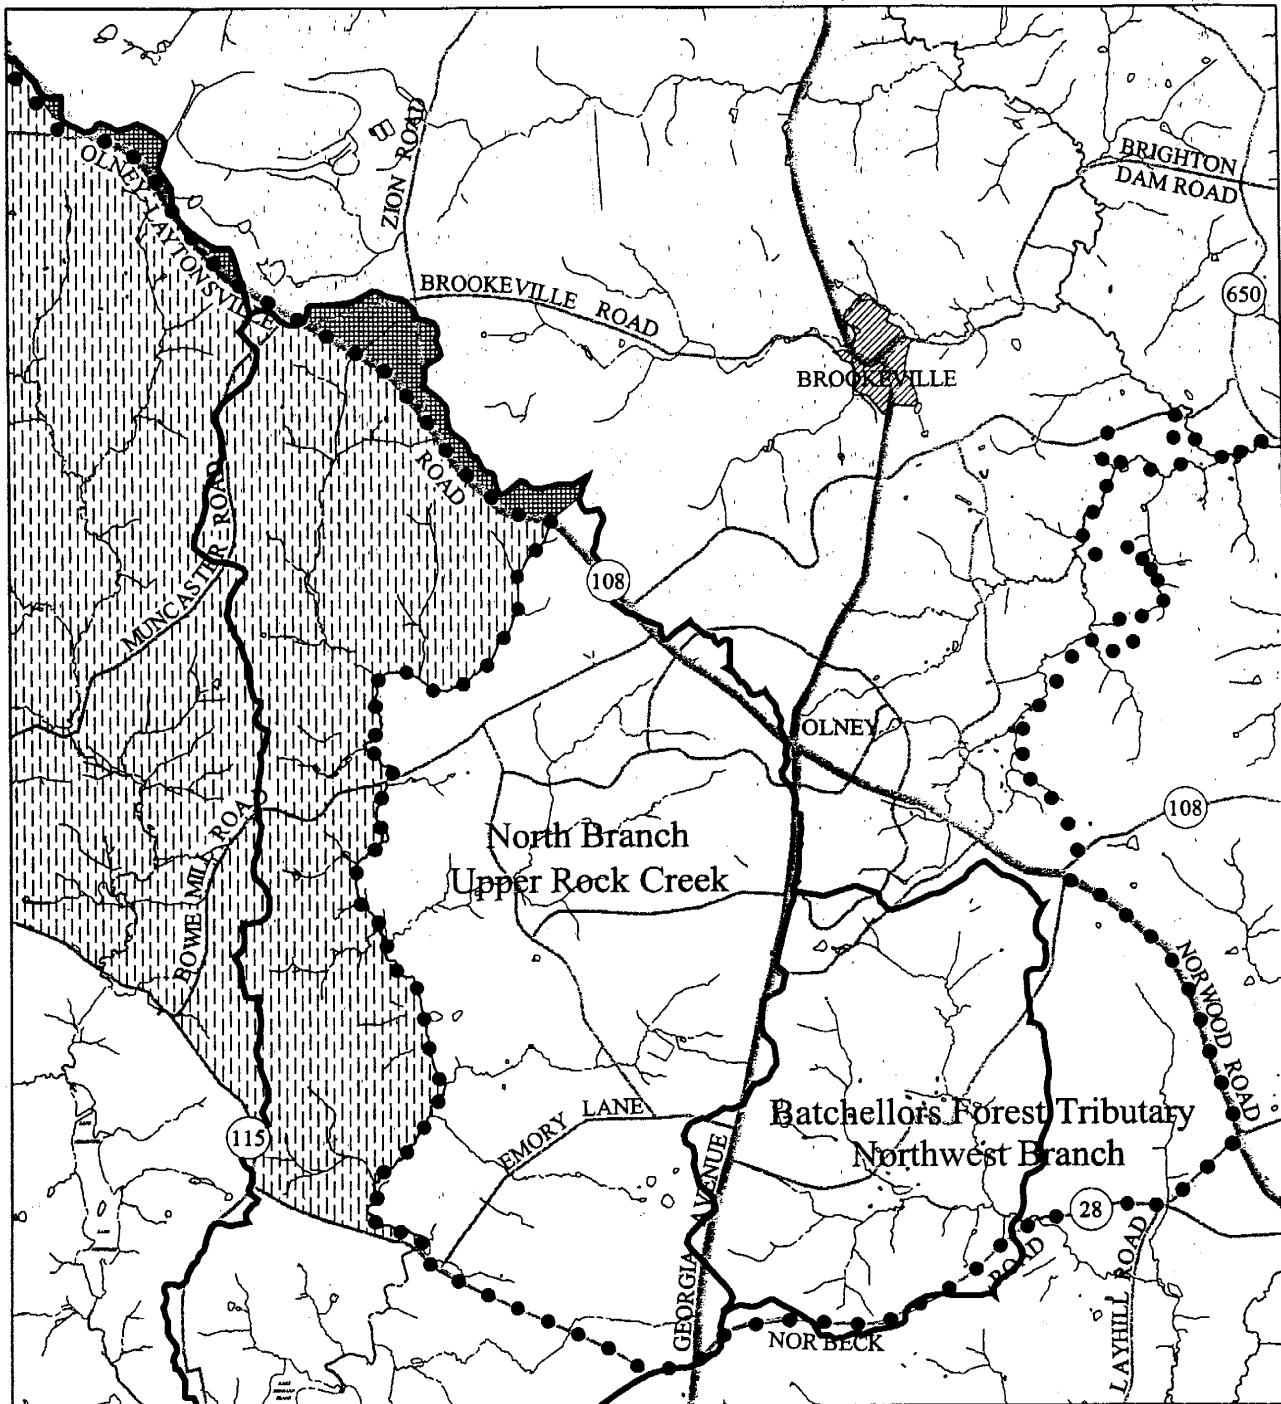 ZION ROAD
BRIGHTON
DAM ROAD
OLNEY-LAYTONSVILLE
ROAD
BROOKEVILLE ROAD
650
BROOKEVILLE
MUNCASTER ROAD
108
OLNEY
108
BOWE MILL ROAD
North Branch
Upper Rock Creek
NORWOOD ROAD
EMORY LANE
Batchellors Forest Tributary
Northwest Branch
115
GEORGIA AVENUE
28
ROAD
LAYHILL ROAD
NORBECK